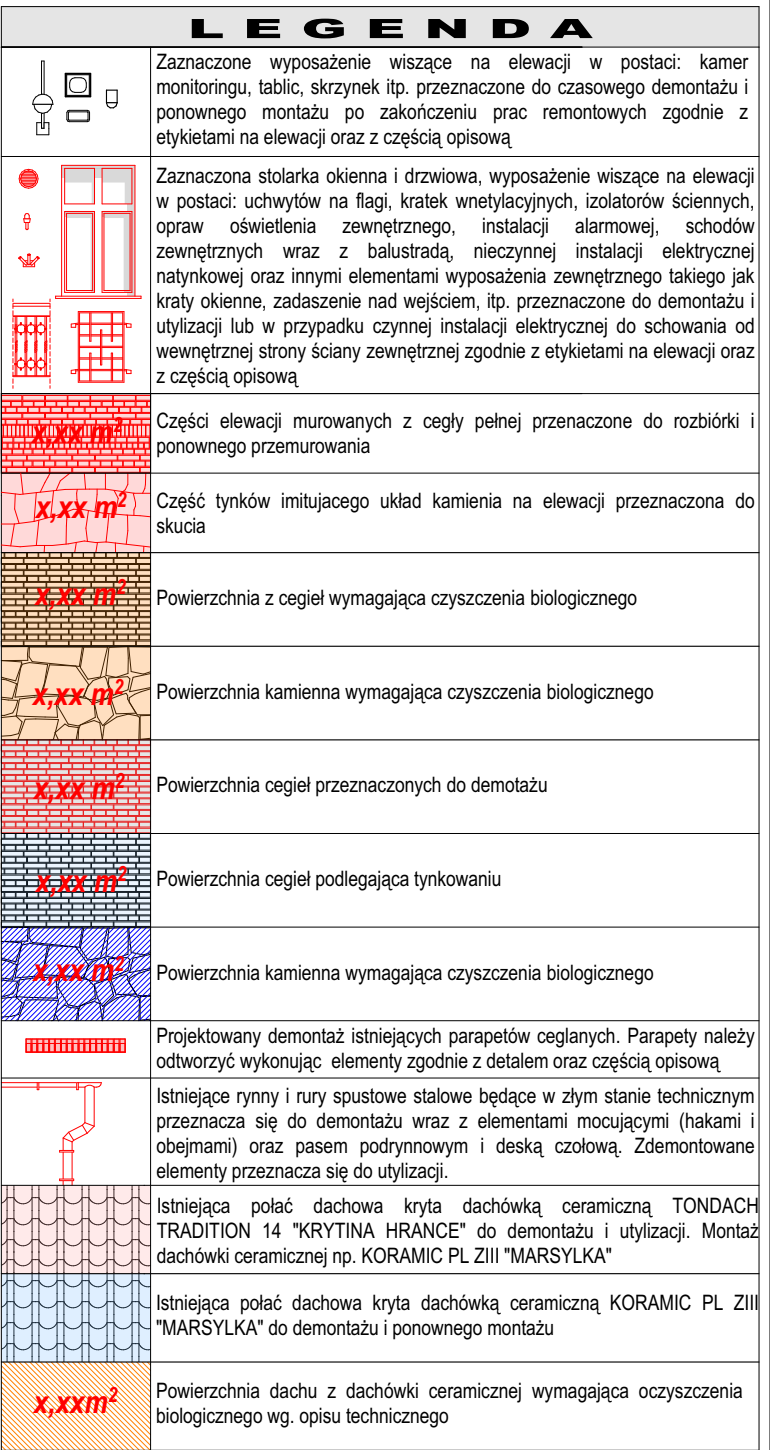 LEGENDA
Zaznaczone wyposażenie wiszące na elewacji w postaci: kamer
monitoringu, tablic, skrzynek itp. przeznaczone do czasowego demontażu i
ponownego montażu po zakończeniu prac remontowych zgodnie z
etykietami na elewacji oraz z częścią opisową
Zaznaczona stolarka okienna i drzwiowa, wyposażenie wiszące na elewacji
w postaci: uchwytów na flagi, kratek wnetylacyjnych, izolatorów ściennych,
opraw oświetlenia zewnętrznego, instalacji alarmowej, schodów
zewnętrznych wraz z balustradą, nieczynnej instalacji elektrycznej
natynkowej oraz innymi elementami wyposażenia zewnętrznego takiego jak
kraty okienne, zadaszenie nad wejściem, itp. przeznaczone do demontażu i
utylizacji lub w przypadku czynnej instalacji elektrycznej do schowania od
wewnętrznej strony ściany zewnętrznej zgodnie z etykietami na elewacji oraz
z częścią opisową
x,xx m²
Części elewacji murowanych z cegły pełnej przenaczone do rozbiórki i
ponownego przemurowania
x,xx m²
Część tynków imitujacego układ kamienia na elewacji przeznaczona do
skucia
x,xx m²
Powierzchnia z cegieł wymagająca czyszczenia biologicznego
x,xx m²
Powierzchnia kamienna wymagająca czyszczenia biologicznego
x,xx m²
Powierzchnia cegieł przeznaczonych do demotażu
x,xx m²
Powierzchnia cegieł podlegająca tynkowaniu
x,xx m²
Powierzchnia kamienna wymagająca czyszczenia biologicznego
Projektowany demontaż istniejących parapetów ceglanych. Parapety należy
odtworzyć wykonując elementy zgodnie z detalem oraz częścią opisową
Istniejące rynny i rury spustowe stalowe będące w złym stanie technicznym
przeznacza się do demontażu wraz z elementami mocującymi (hakami i
obejmami) oraz pasem podrynnowym i deską czołową. Zdemontowane
elementy przeznacza się do utylizacji.
Istniejąca połać dachowa kryta dachówką ceramiczną TONDACH
TRADITION 14 "KRYTINA HRANCE" do demontażu i utylizacji. Montaż
dachówki ceramicznej np. KORAMIC PL ZIII "MARSYLKA"
Istniejąca połać dachowa kryta dachówką ceramiczną KORAMIC PL ZIII
"MARSYLKA" do demontażu i ponownego montażu
x,xxm²
Powierzchnia dachu z dachówki ceramicznej wymagająca oczyszczenia
biologicznego wg. opisu technicznego